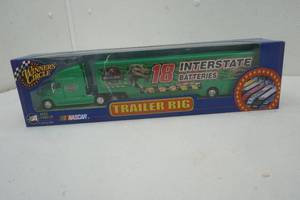 WINNER'S
CIRCLE
18 INTERSTATE
BATTERIES
TRAILER RIG
NASCAR